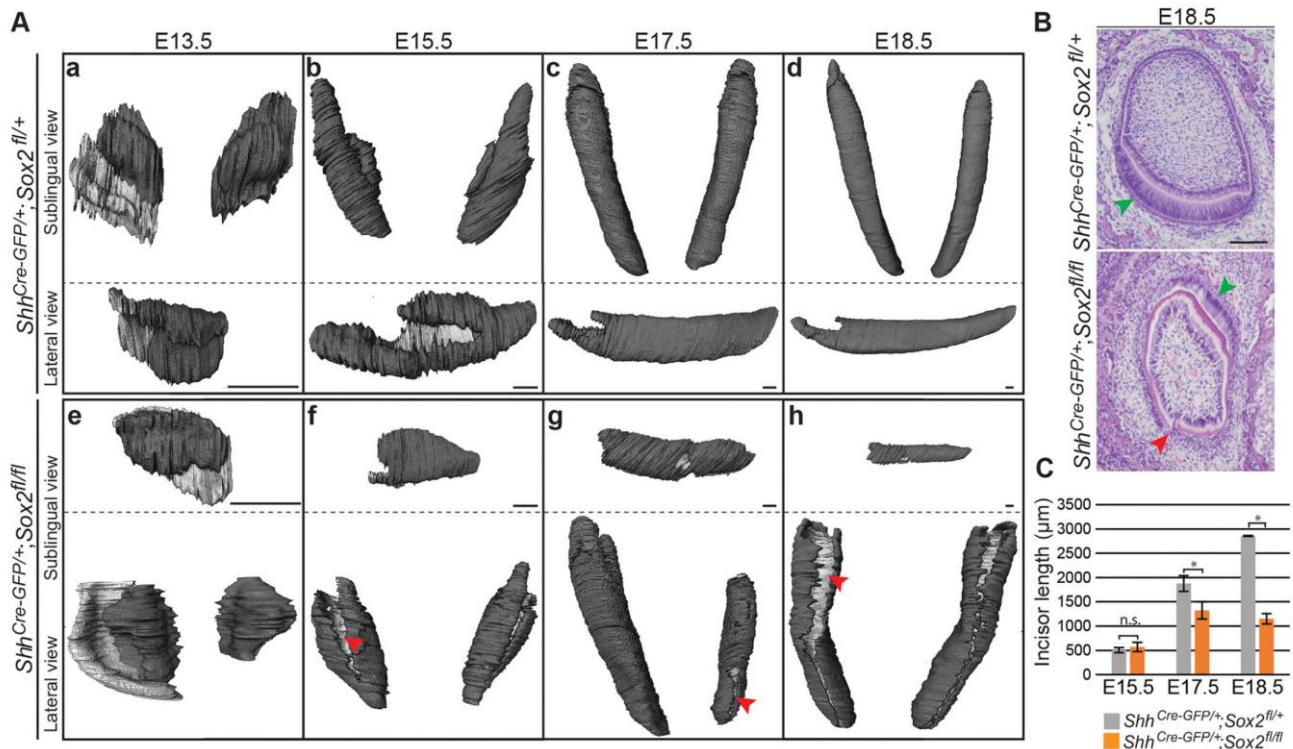 A
E13.5 E15.5 E17.5 E18.5
Shh^Cre-GFP/+; Sox2^fl/+
Sublingual view
Lateral view
a b c d
Shh^Cre-GFP/+; Sox2^fl/fl
Sublingual view
Lateral view
e f g h
B
E18.5
Shh^Cre-GFP/+; Sox2^fl/+
Shh^Cre-GFP/+; Sox2^fl/fl
C
Incisor length (µm)
3500
3000
2500
2000
1500
1000
500
0
n.s. * *
E15.5 E17.5 E18.5
Shh^Cre-GFP/+; Sox2^fl/+
Shh^Cre-GFP/+; Sox2^fl/fl